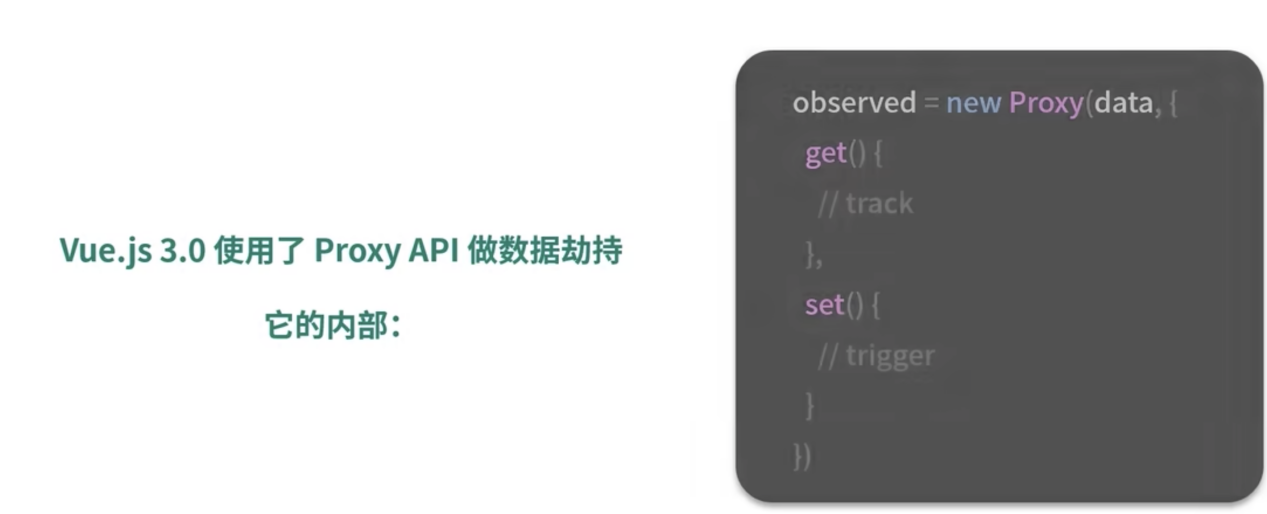 Vue.js 3.0 使用了 Proxy API 做数据劫持
它的内部：
observed = new Proxy(data, {
get() {
// track
},
set() {
// trigger
}
})